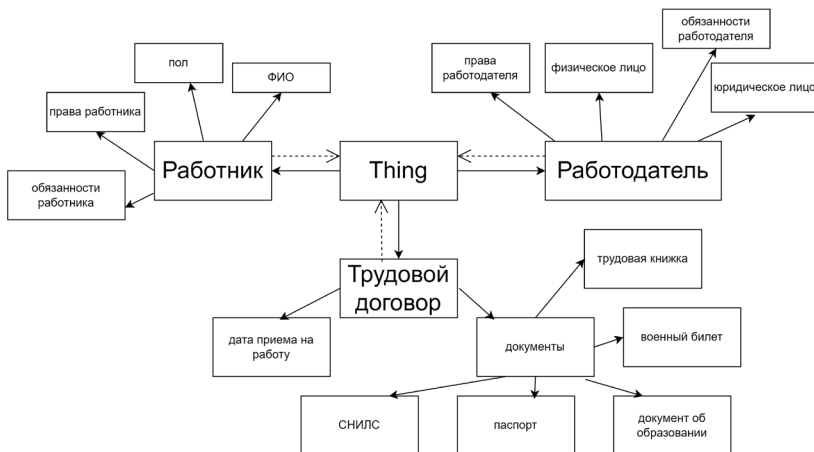 обязанности
работодателя
пол
ФИО
права
работодателя
физическое лицо
юридическое лицо
права работника
Работник
Thing
Работодатель
обязанности
работника
Трудовой
договор
трудовая книжка
дата приема на
работу
документы
военный билет
СНИЛС
паспорт
документ об
образовании